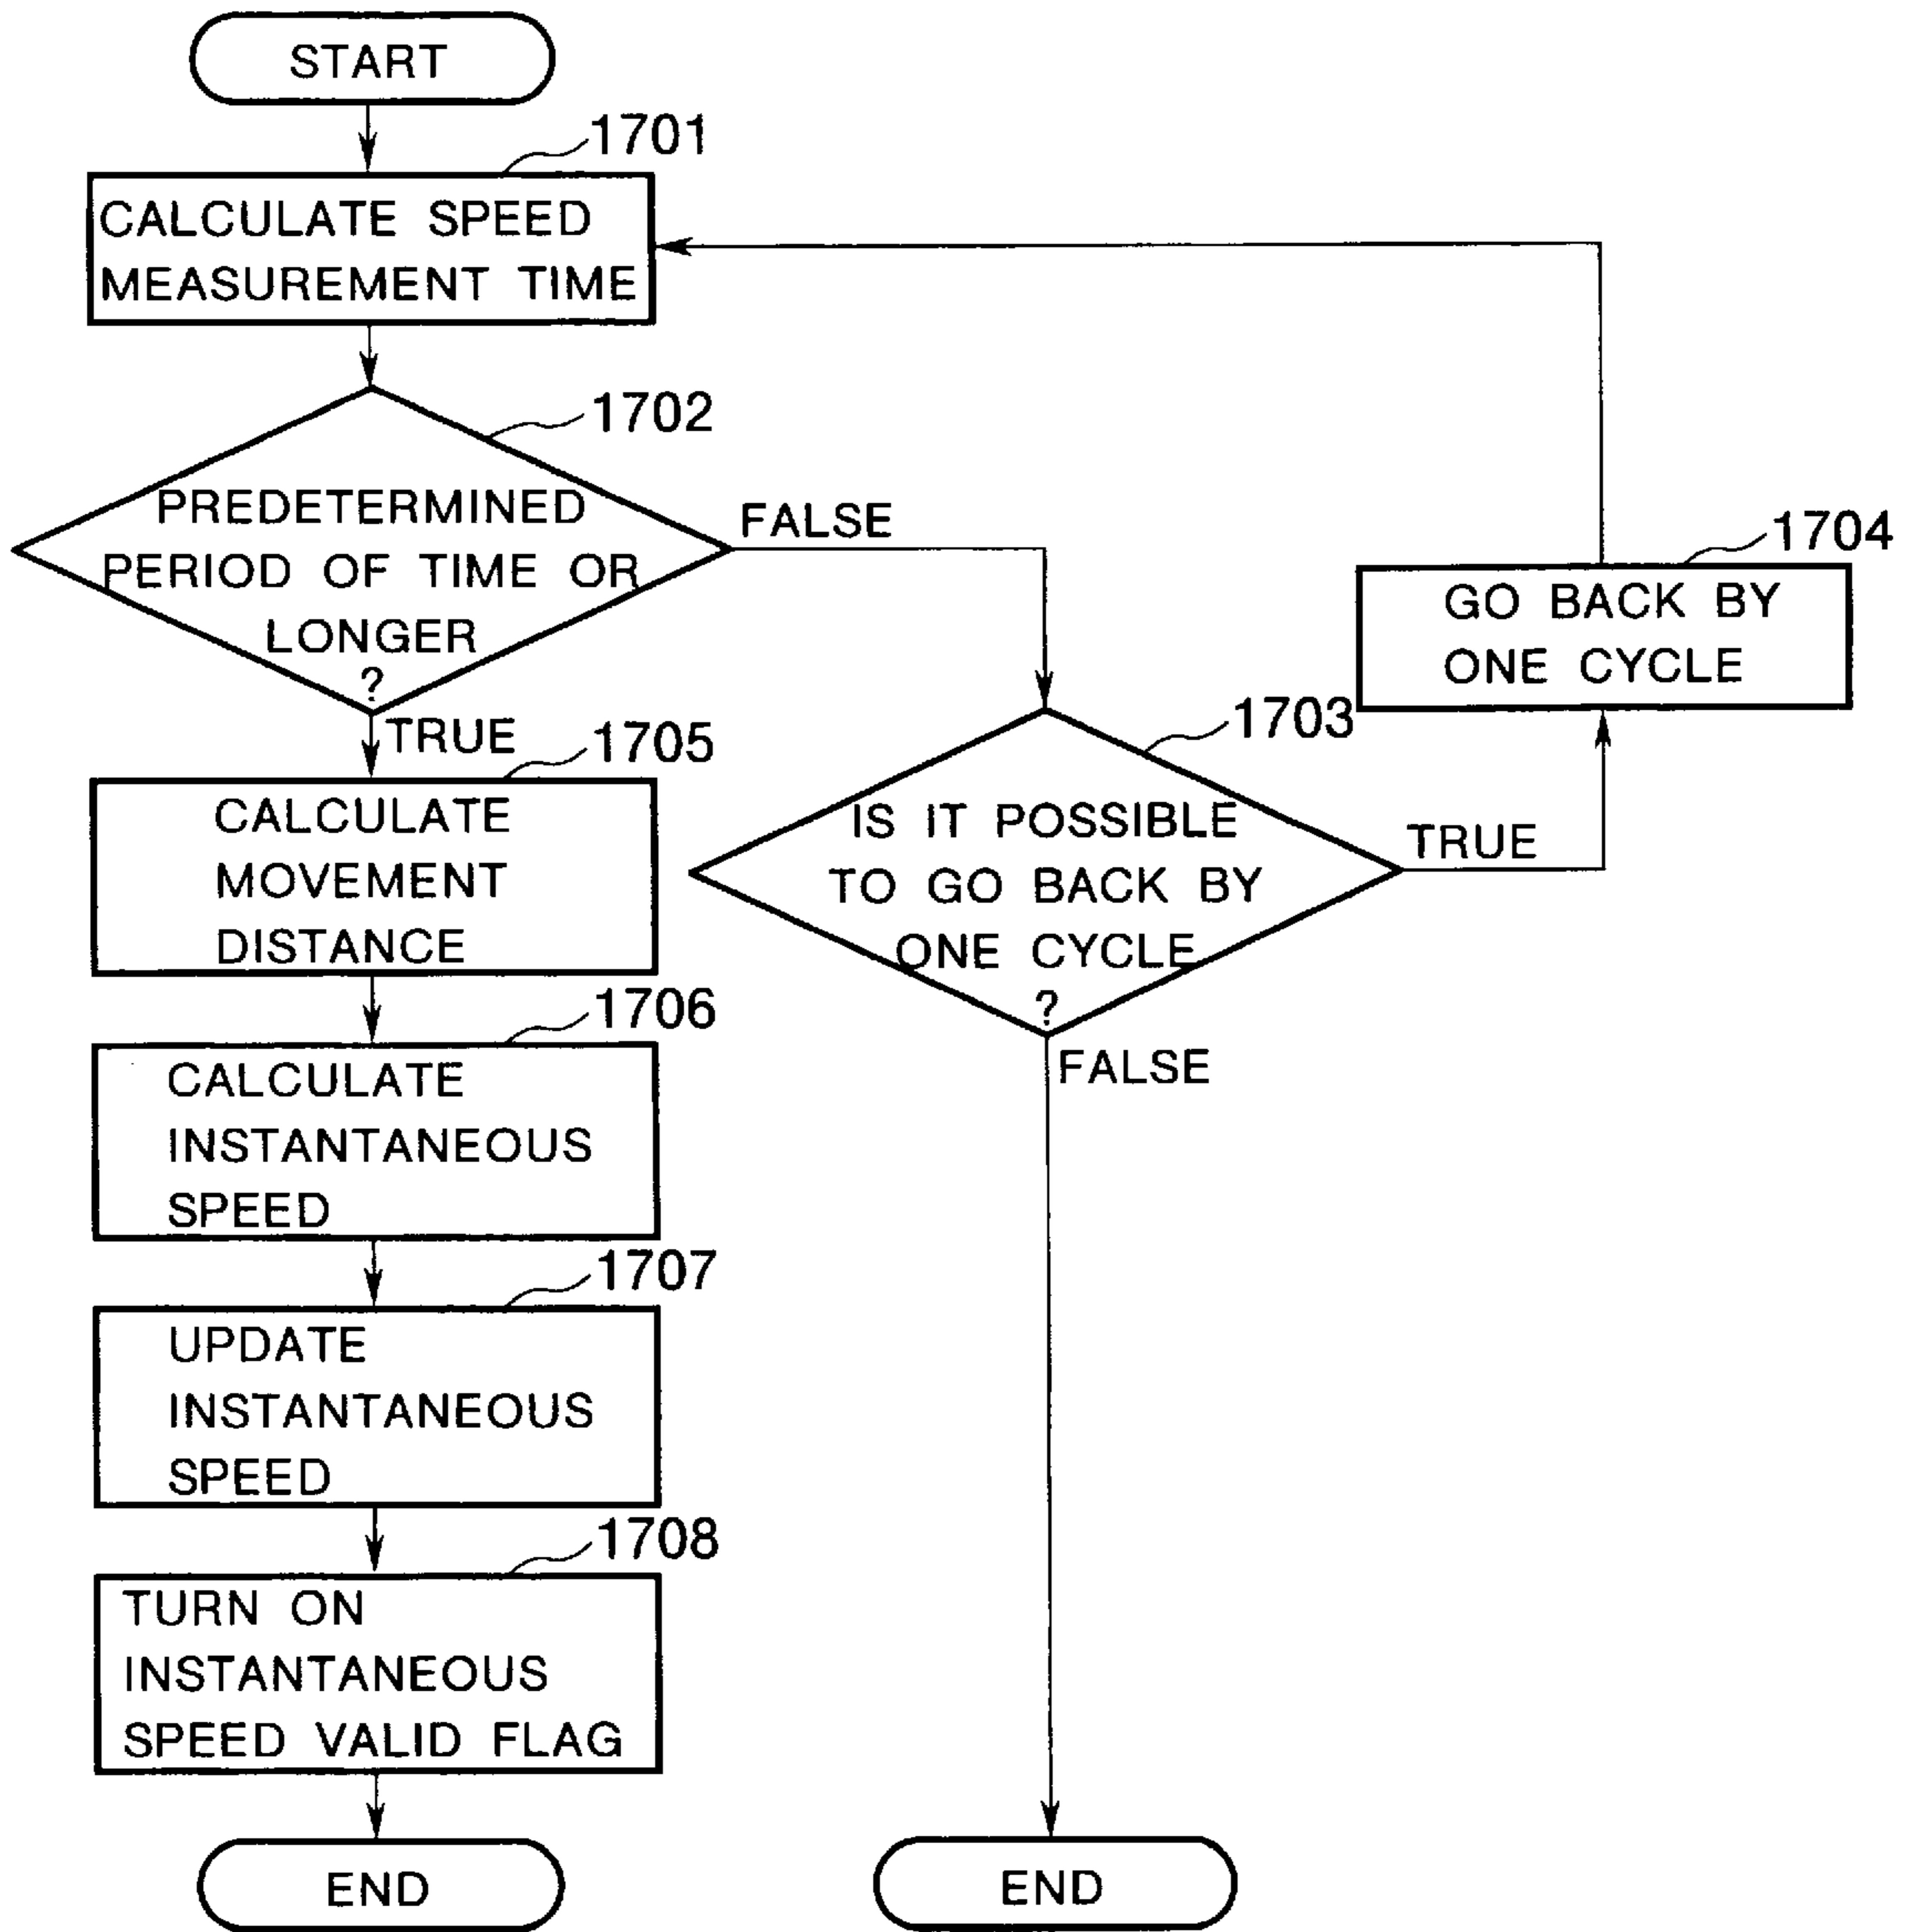 START
1701
CALCULATE SPEED
MEASUREMENT TIME
1702
PREDETERMINED
PERIOD OF TIME OR
LONGER
?
FALSE
TRUE
1703
IS IT POSSIBLE
TO GO BACK BY
ONE CYCLE
?
TRUE
FALSE
1704
GO BACK BY
ONE CYCLE
1705
CALCULATE
MOVEMENT
DISTANCE
1706
CALCULATE
INSTANTANEOUS
SPEED
1707
UPDATE
INSTANTANEOUS
SPEED
1708
TURN ON
INSTANTANEOUS
SPEED VALID FLAG
END
END